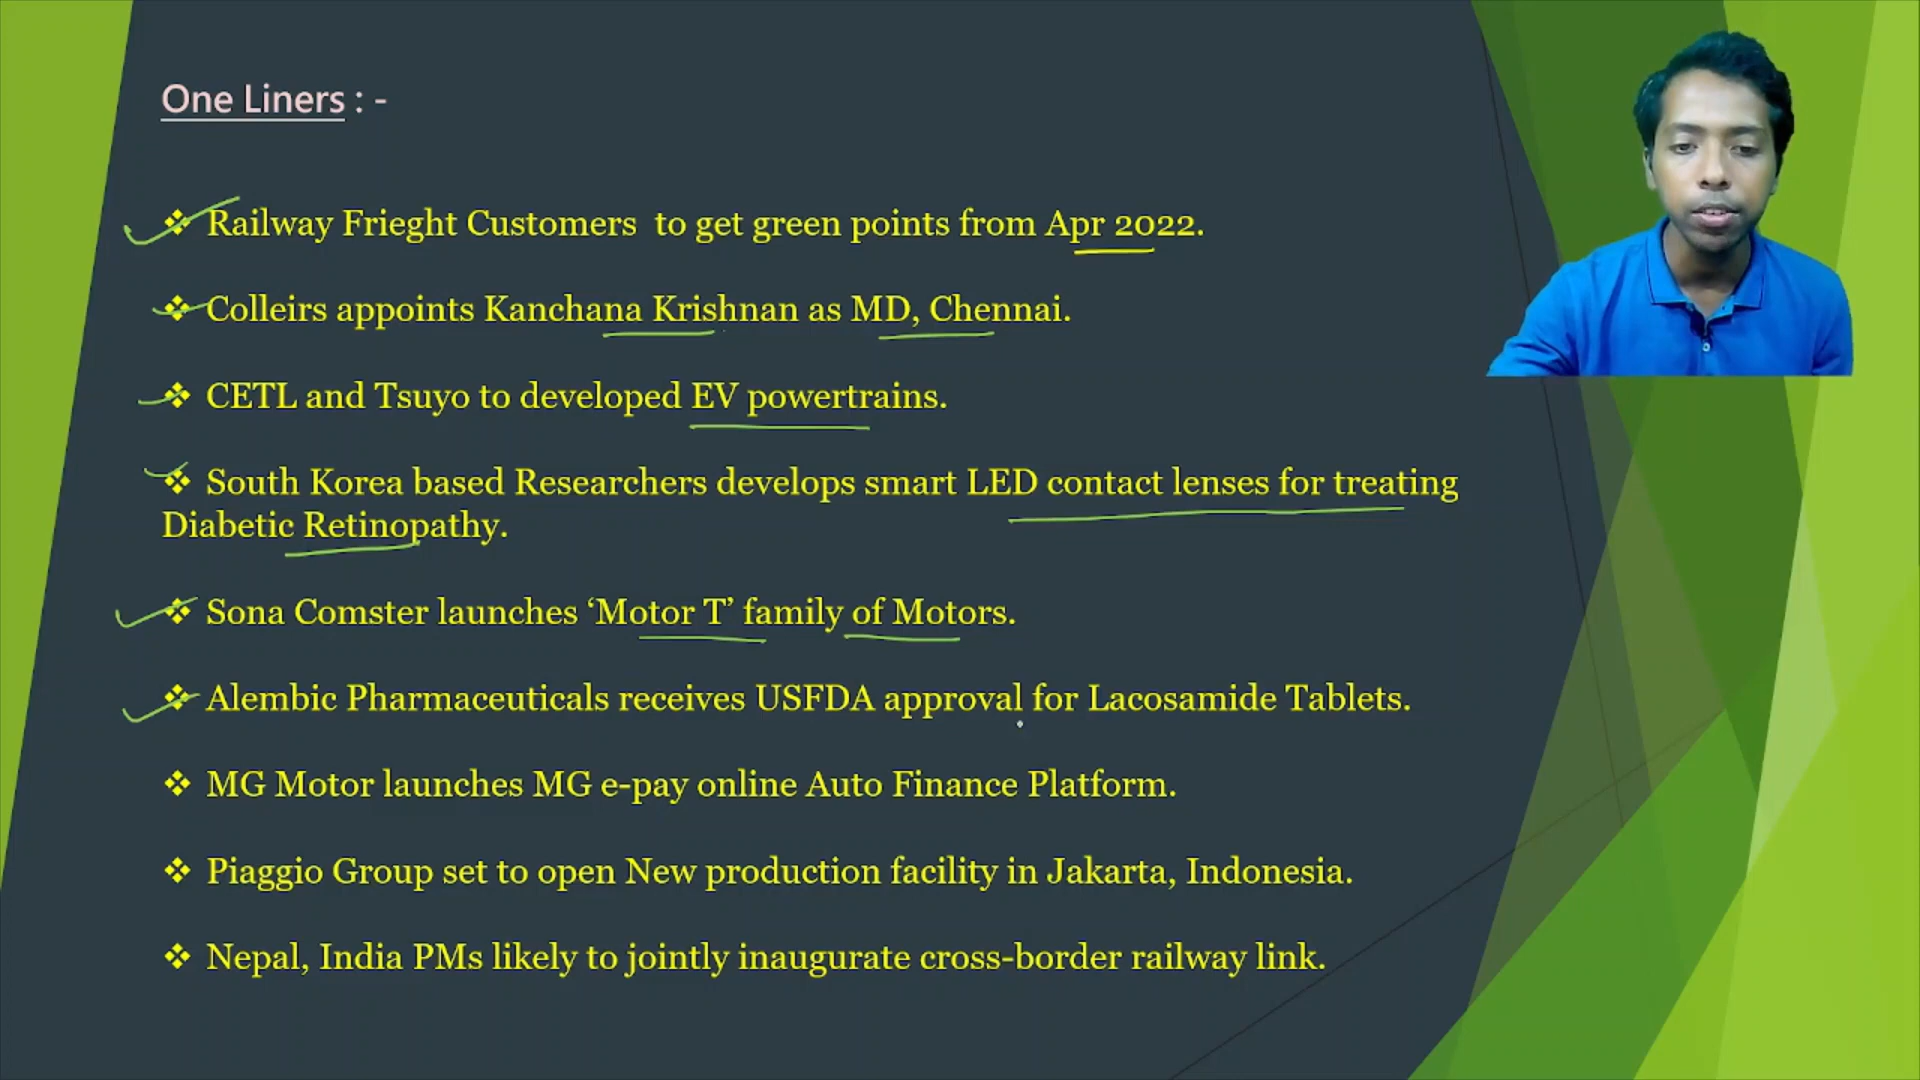 One Liners : -
Railway Frieght Customers to get green points from Apr 2022.
Colleirs appoints Kanchana Krishnan as MD, Chennai.
CETL and Tsuyo to developed EV powertrains.
South Korea based Researchers develops smart LED contact lenses for treating
Diabetic Retinopathy.
Sona Comster launches ‘Motor T’ family of Motors.
Alembic Pharmaceuticals receives USFDA approval for Lacosamide Tablets.
MG Motor launches MG e-pay online Auto Finance Platform.
Piaggio Group set to open New production facility in Jakarta, Indonesia.
Nepal, India PMs likely to jointly inaugurate cross-border railway link.